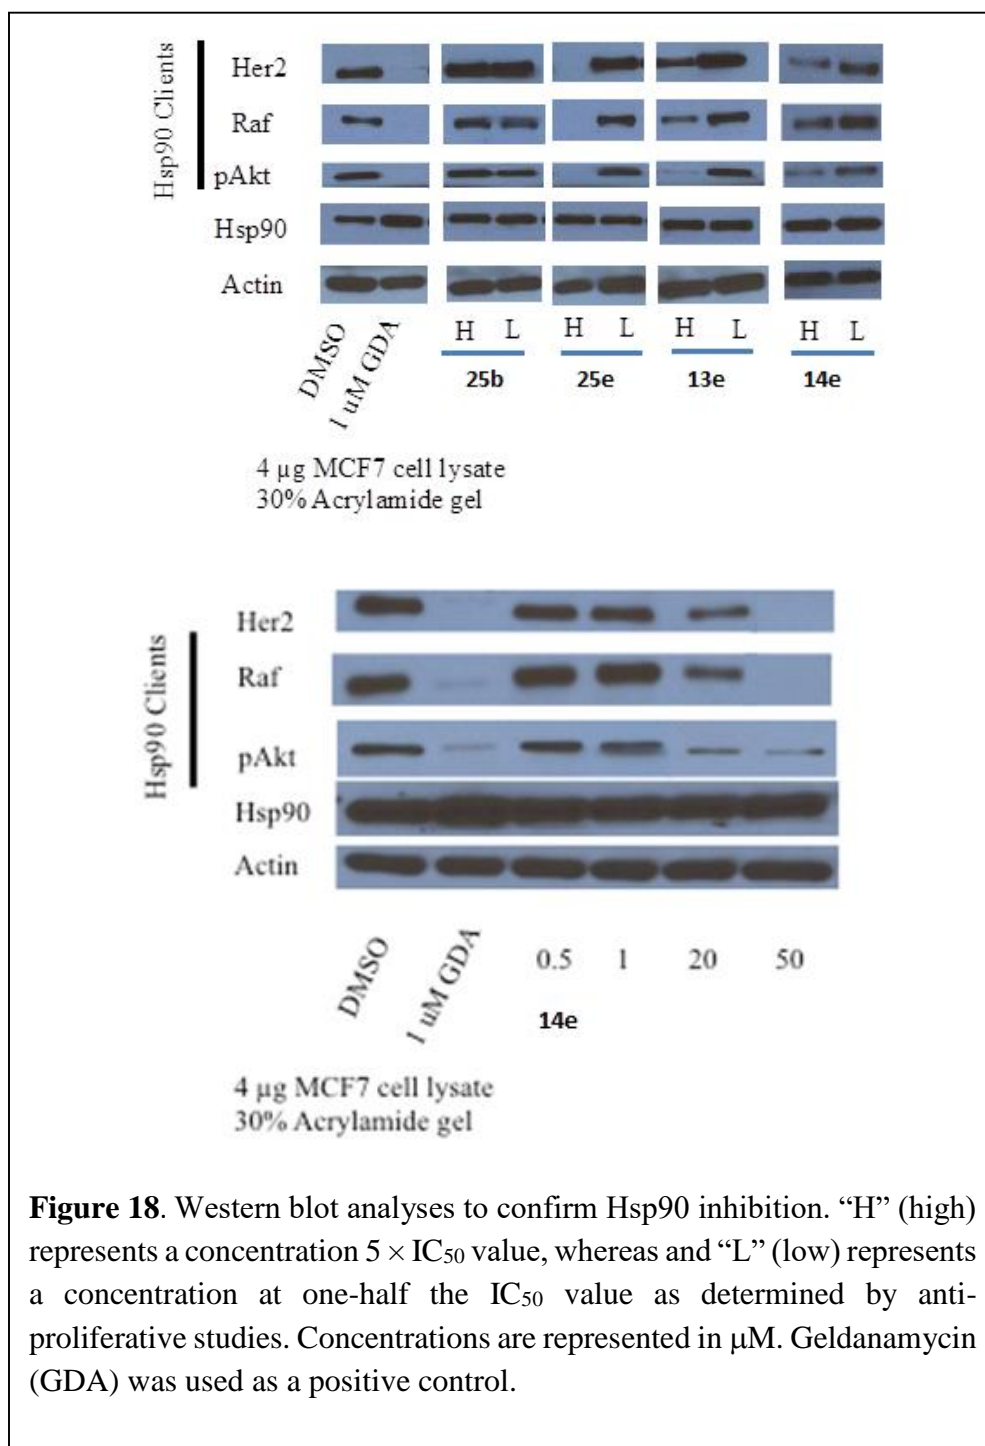 Hsp90 Clients
Her2
Raf
pAkt
Hsp90
Actin
DMSO
1 uM GDA
H L H L H L H L
25b 25e 13e 14e
4 µg MCF7 cell lysate
30% Acrylamide gel
Hsp90 Clients
Her2
Raf
pAkt
Hsp90
Actin
DMSO
1 uM GDA
0.5 1 20 50
14e
4 µg MCF7 cell lysate
30% Acrylamide gel
Figure 18. Western blot analyses to confirm Hsp90 inhibition. “H” (high)
represents a concentration 5 × IC₅₀ value, whereas and “L” (low) represents
a concentration at one-half the IC₅₀ value as determined by anti-
proliferative studies. Concentrations are represented in µM. Geldanamycin
(GDA) was used as a positive control.